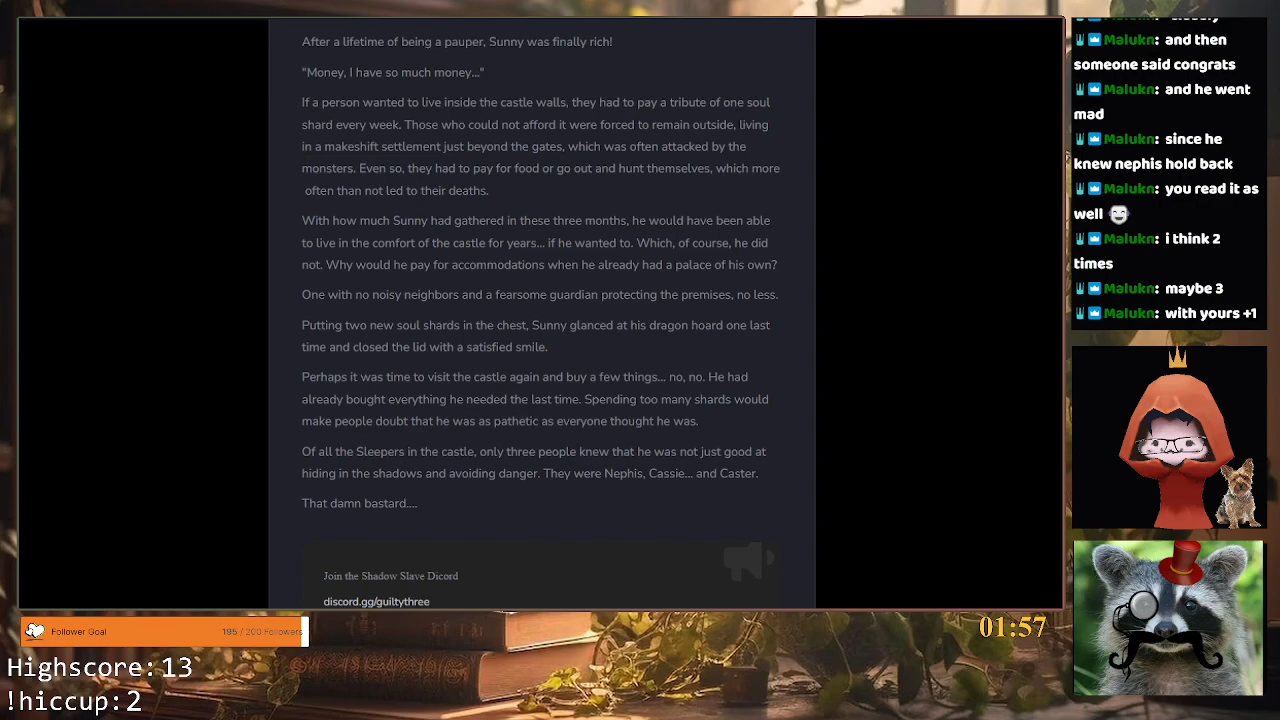 After a lifetime of being a pauper, Sunny was finally rich!
"Money, I have so much money..."
If a person wanted to live inside the castle walls, they had to pay a tribute of one soul
shard every week. Those who could not afford it were forced to remain outside, living
in a makeshift settlement just beyond the gates, which was often attacked by the
monsters. Even so, they had to pay for food or go out and hunt themselves, which more
often than not led to their deaths.
With how much Sunny had gathered in these three months, he would have been able
to live in the comfort of the castle for years... if he wanted to. Which, of course, he did
not. Why would he pay for accommodations when he already had a palace of his own?
One with no noisy neighbors and a fearsome guardian protecting the premises, no less.
Putting two new soul shards in the chest, Sunny glanced at his dragon hoard one last
time and closed the lid with a satisfied smile.
Perhaps it was time to visit the castle again and buy a few things... no, no. He had
already bought everything he needed the last time. Spending too many shards would
make people doubt that he was as pathetic as everyone thought he was.
Of all the Sleepers in the castle, only three people knew that he was not just good at
hiding in the shadows and avoiding danger. They were Nephis, Cassie... and Caster.
That damn bastard....
Join the Shadow Slave Dicord
discord.gg/guiltythree
Malukn: and then
someone said congrats
Malukn: and he went
mad
Malukn: since he
knew nephis hold back
Malukn: you read it as
well
Malukn: i think 2
times
Malukn: maybe 3
Malukn: with yours +1
Follower Goal
195 / 200 Followers
01:57
Highscore:13
!hiccup:2